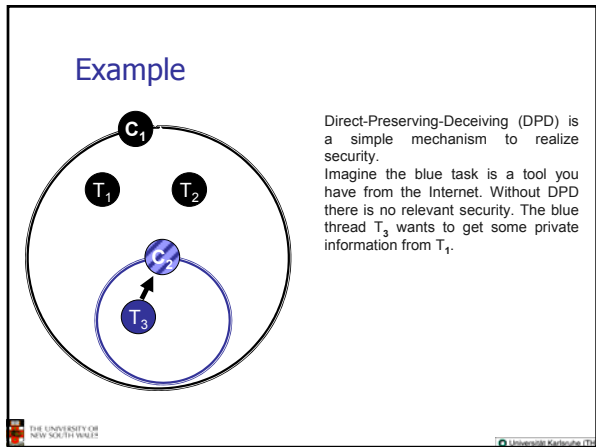 Example
C1
T1
T2
C2
T3
Direct-Preserving-Deceiving (DPD) is
a simple mechanism to realize
security.
Imagine the blue task is a tool you
have from the Internet. Without DPD
there is no relevant security. The blue
thread T3 wants to get some private
information from T1.
THE UNIVERSITY OF
NEW SOUTH WALES
Universität Karlsruhe (TH